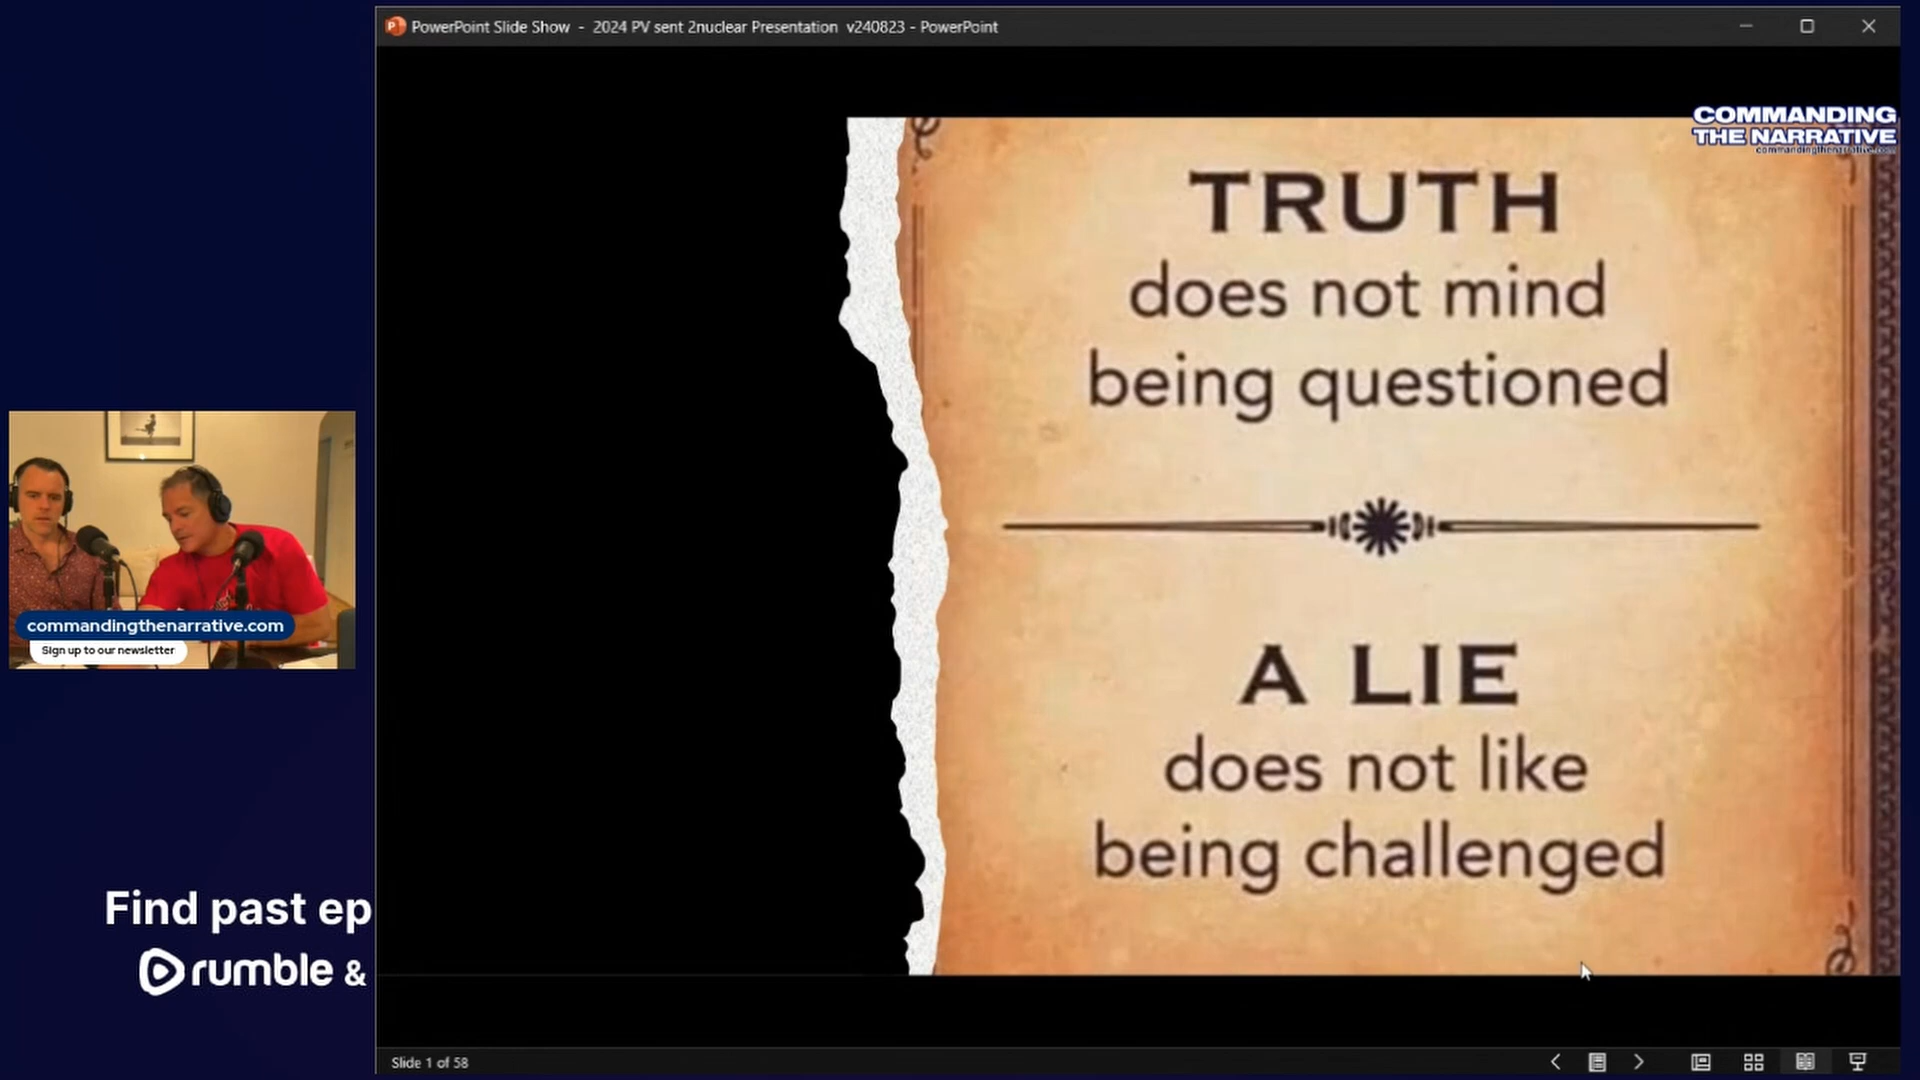 PowerPoint Slide Show - 2024 PV sent 2nuclear Presentation v240823 - PowerPoint
COMMANDING
THE NARRATIVE
commandingthenarrative.com
TRUTH
does not mind
being questioned
A LIE
does not like
being challenged
commandingthenarrative.com
Sign up to our newsletter
Find past ep
rumble &
Slide 1 of 58